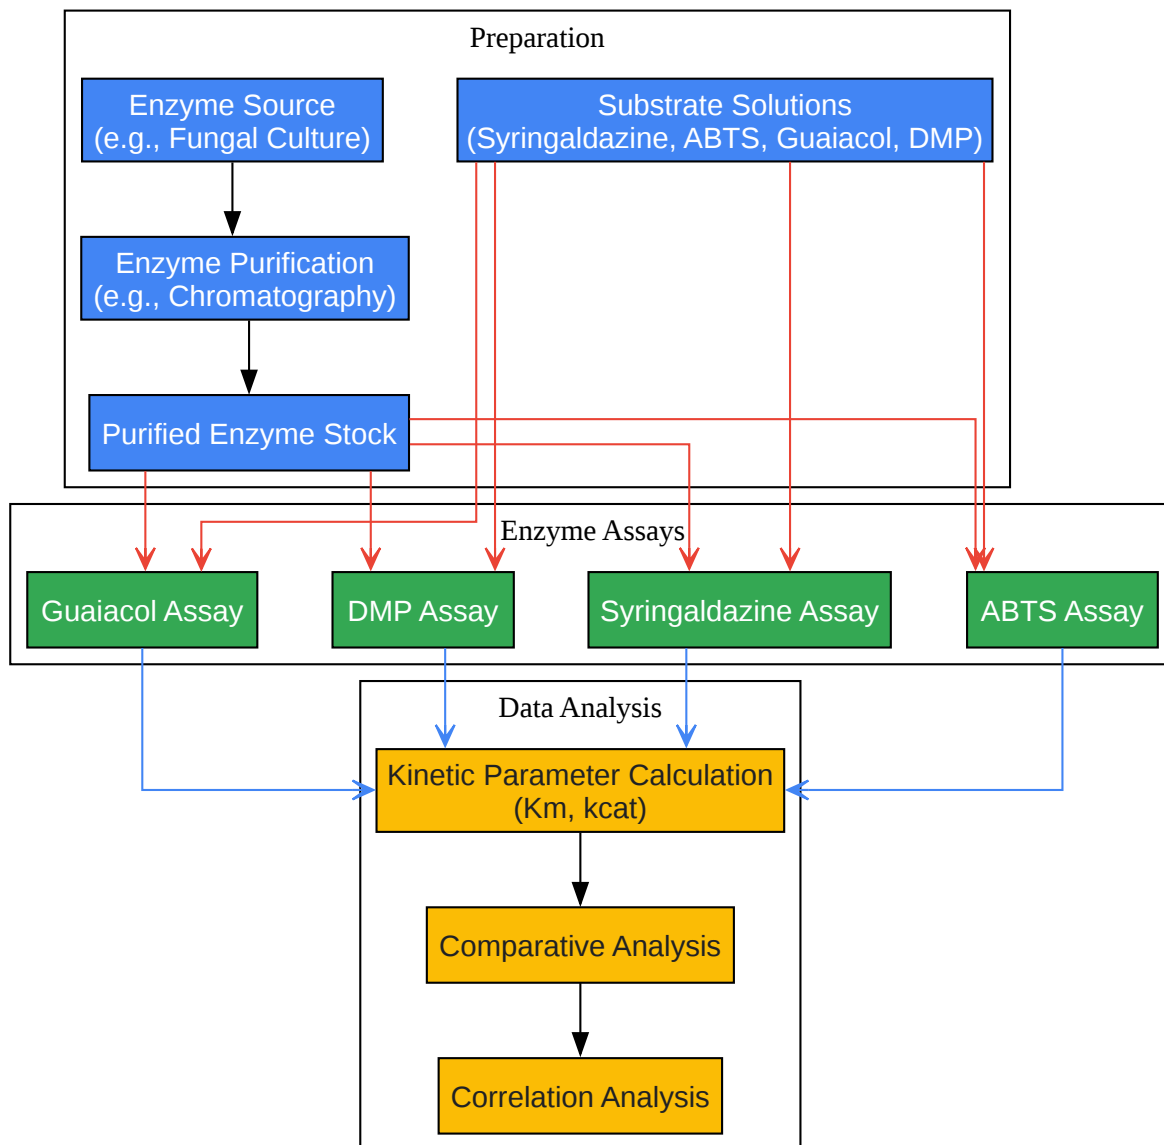 Preparation
Enzyme Source
(e.g., Fungal Culture)
Substrate Solutions
(Syringaldazine, ABTS, Guaiacol, DMP)
Enzyme Purification
(e.g., Chromatography)
Purified Enzyme Stock
Enzyme Assays
Guaiacol Assay
DMP Assay
Syringaldazine Assay
ABTS Assay
Data Analysis
Kinetic Parameter Calculation
(Km, kcat)
Comparative Analysis
Correlation Analysis